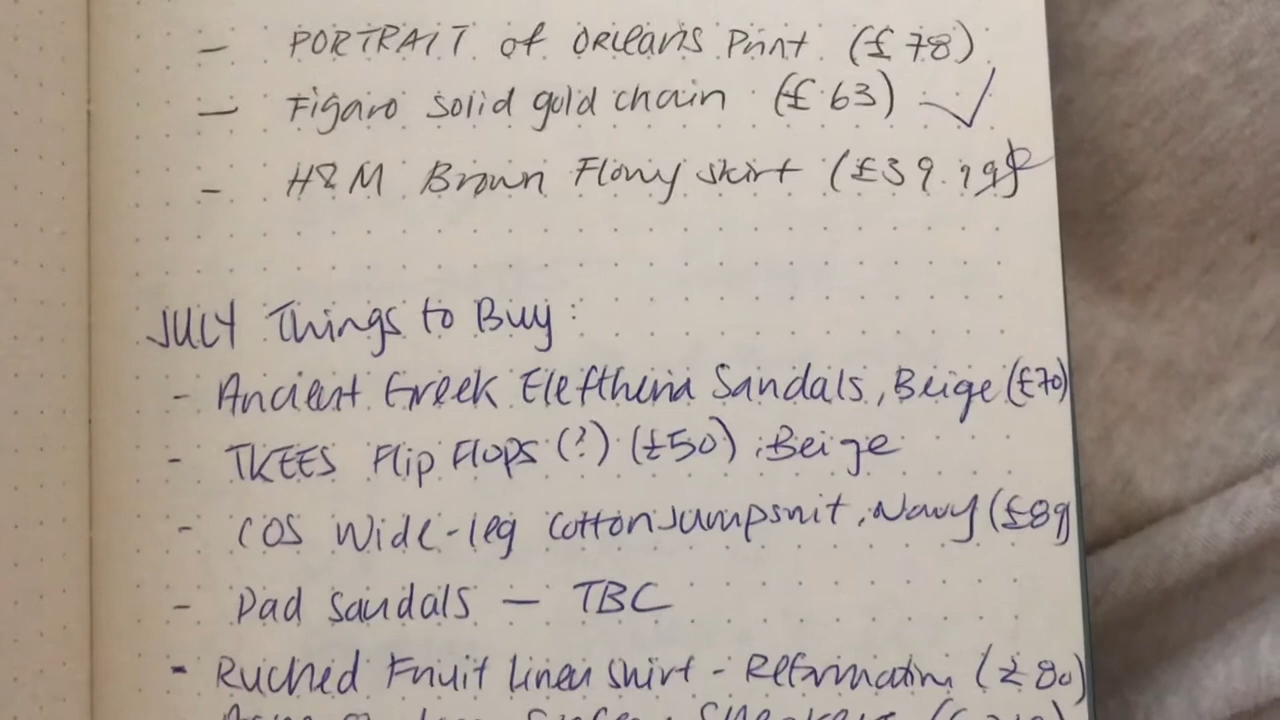 - PORTRAIT of ORleans Print (£78)
- Figaro solid gold chain (£63) ✓
- H&M Brown Flowy skirt (£39.99)
JULY Things to Buy:
- Ancient Greek Eleftheria Sandals, Beige (£70)
- TKEES Flip Flops (?) (£50) Beige
- COS Wide-leg Cotton Jumpsuit, Navy (£89
- Dad Sandals – TBC
- Ruched Linen Shirt - Reformation (£80)